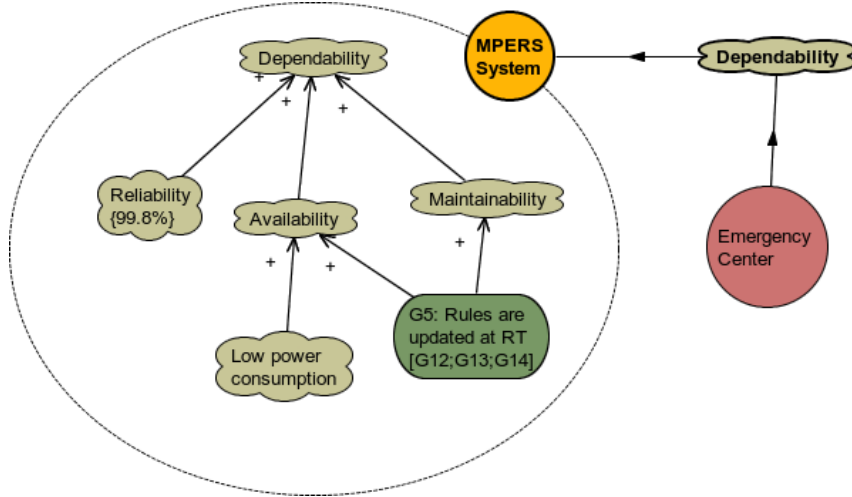 Dependability
MPERS
System
Dependability
+
+
+
Reliability
{99.8%}
Availability
Maintainability
Emergency
Center
+
+
+
G5: Rules are
updated at RT
[G12;G13;G14]
Low power
consumption